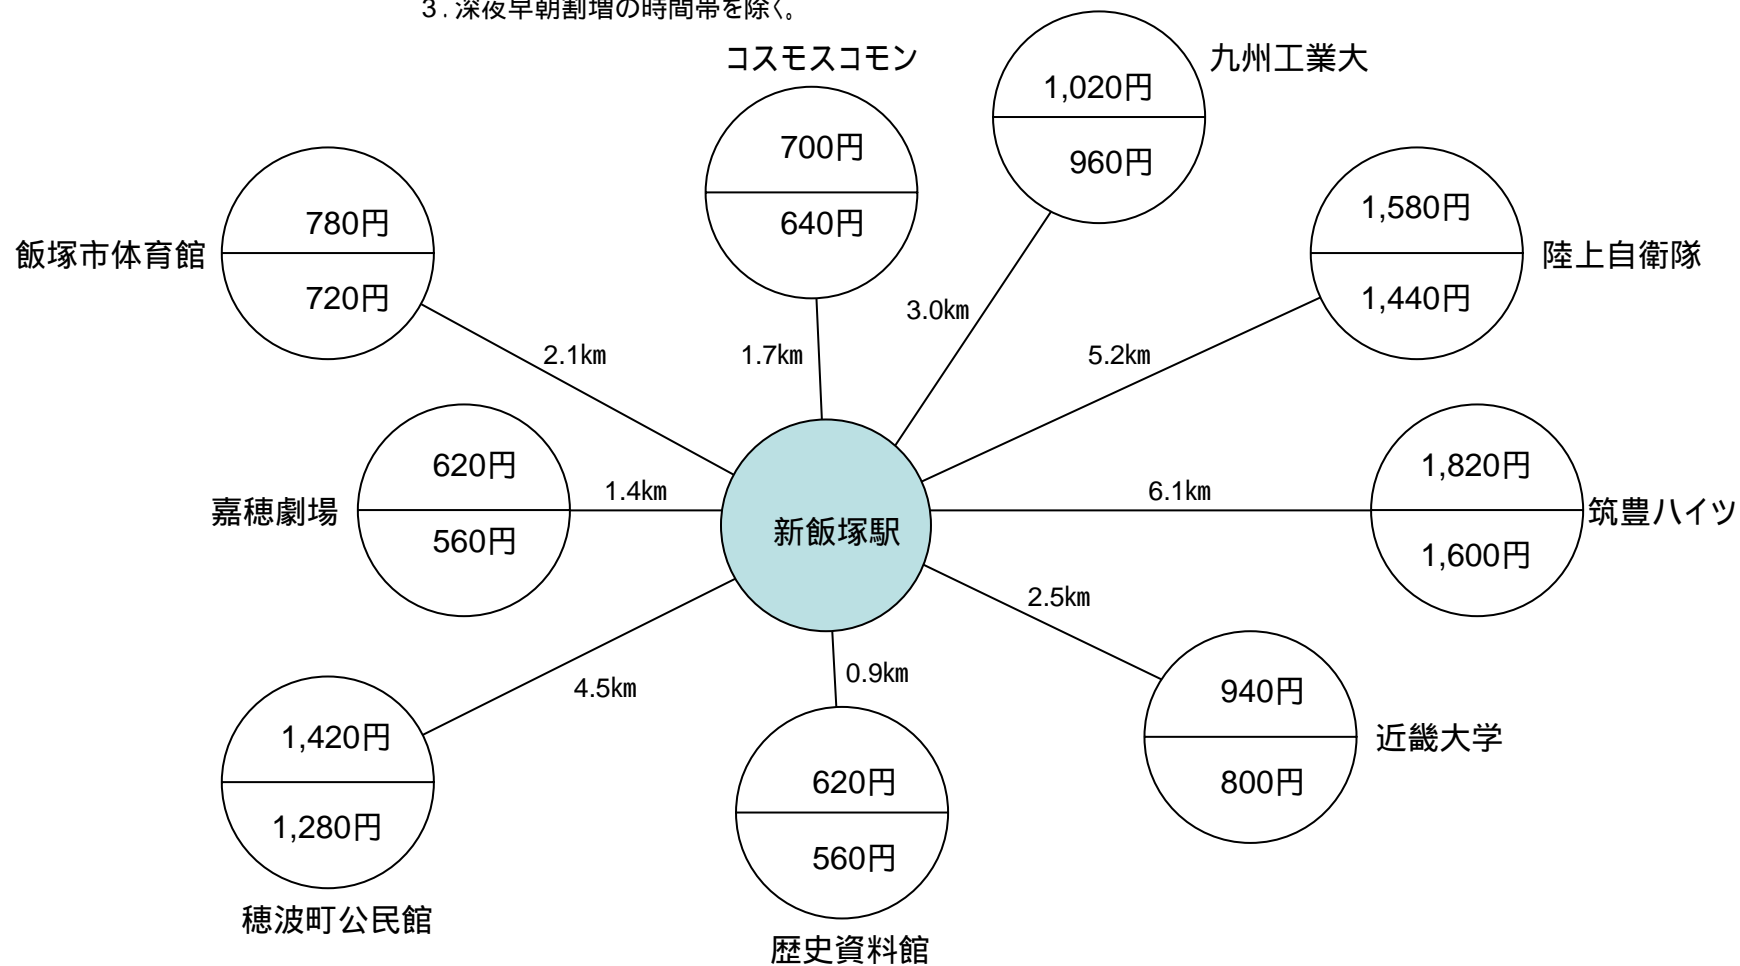 3．深夜早朝割増の時間帯を除く。
コスモスコモン
700円
640円
九州工業大
1,020円
960円
飯塚市体育館
780円
720円
陸上自衛隊
1,580円
1,440円
2.1㎞
1.7㎞
3.0㎞
5.2㎞
嘉穂劇場
620円
560円
1.4㎞
新飯塚駅
6.1㎞
1,820円
1,600円
筑豊ハイツ
4.5㎞
0.9㎞
2.5㎞
1,420円
1,280円
穂波町公民館
620円
560円
歴史資料館
940円
800円
近畿大学